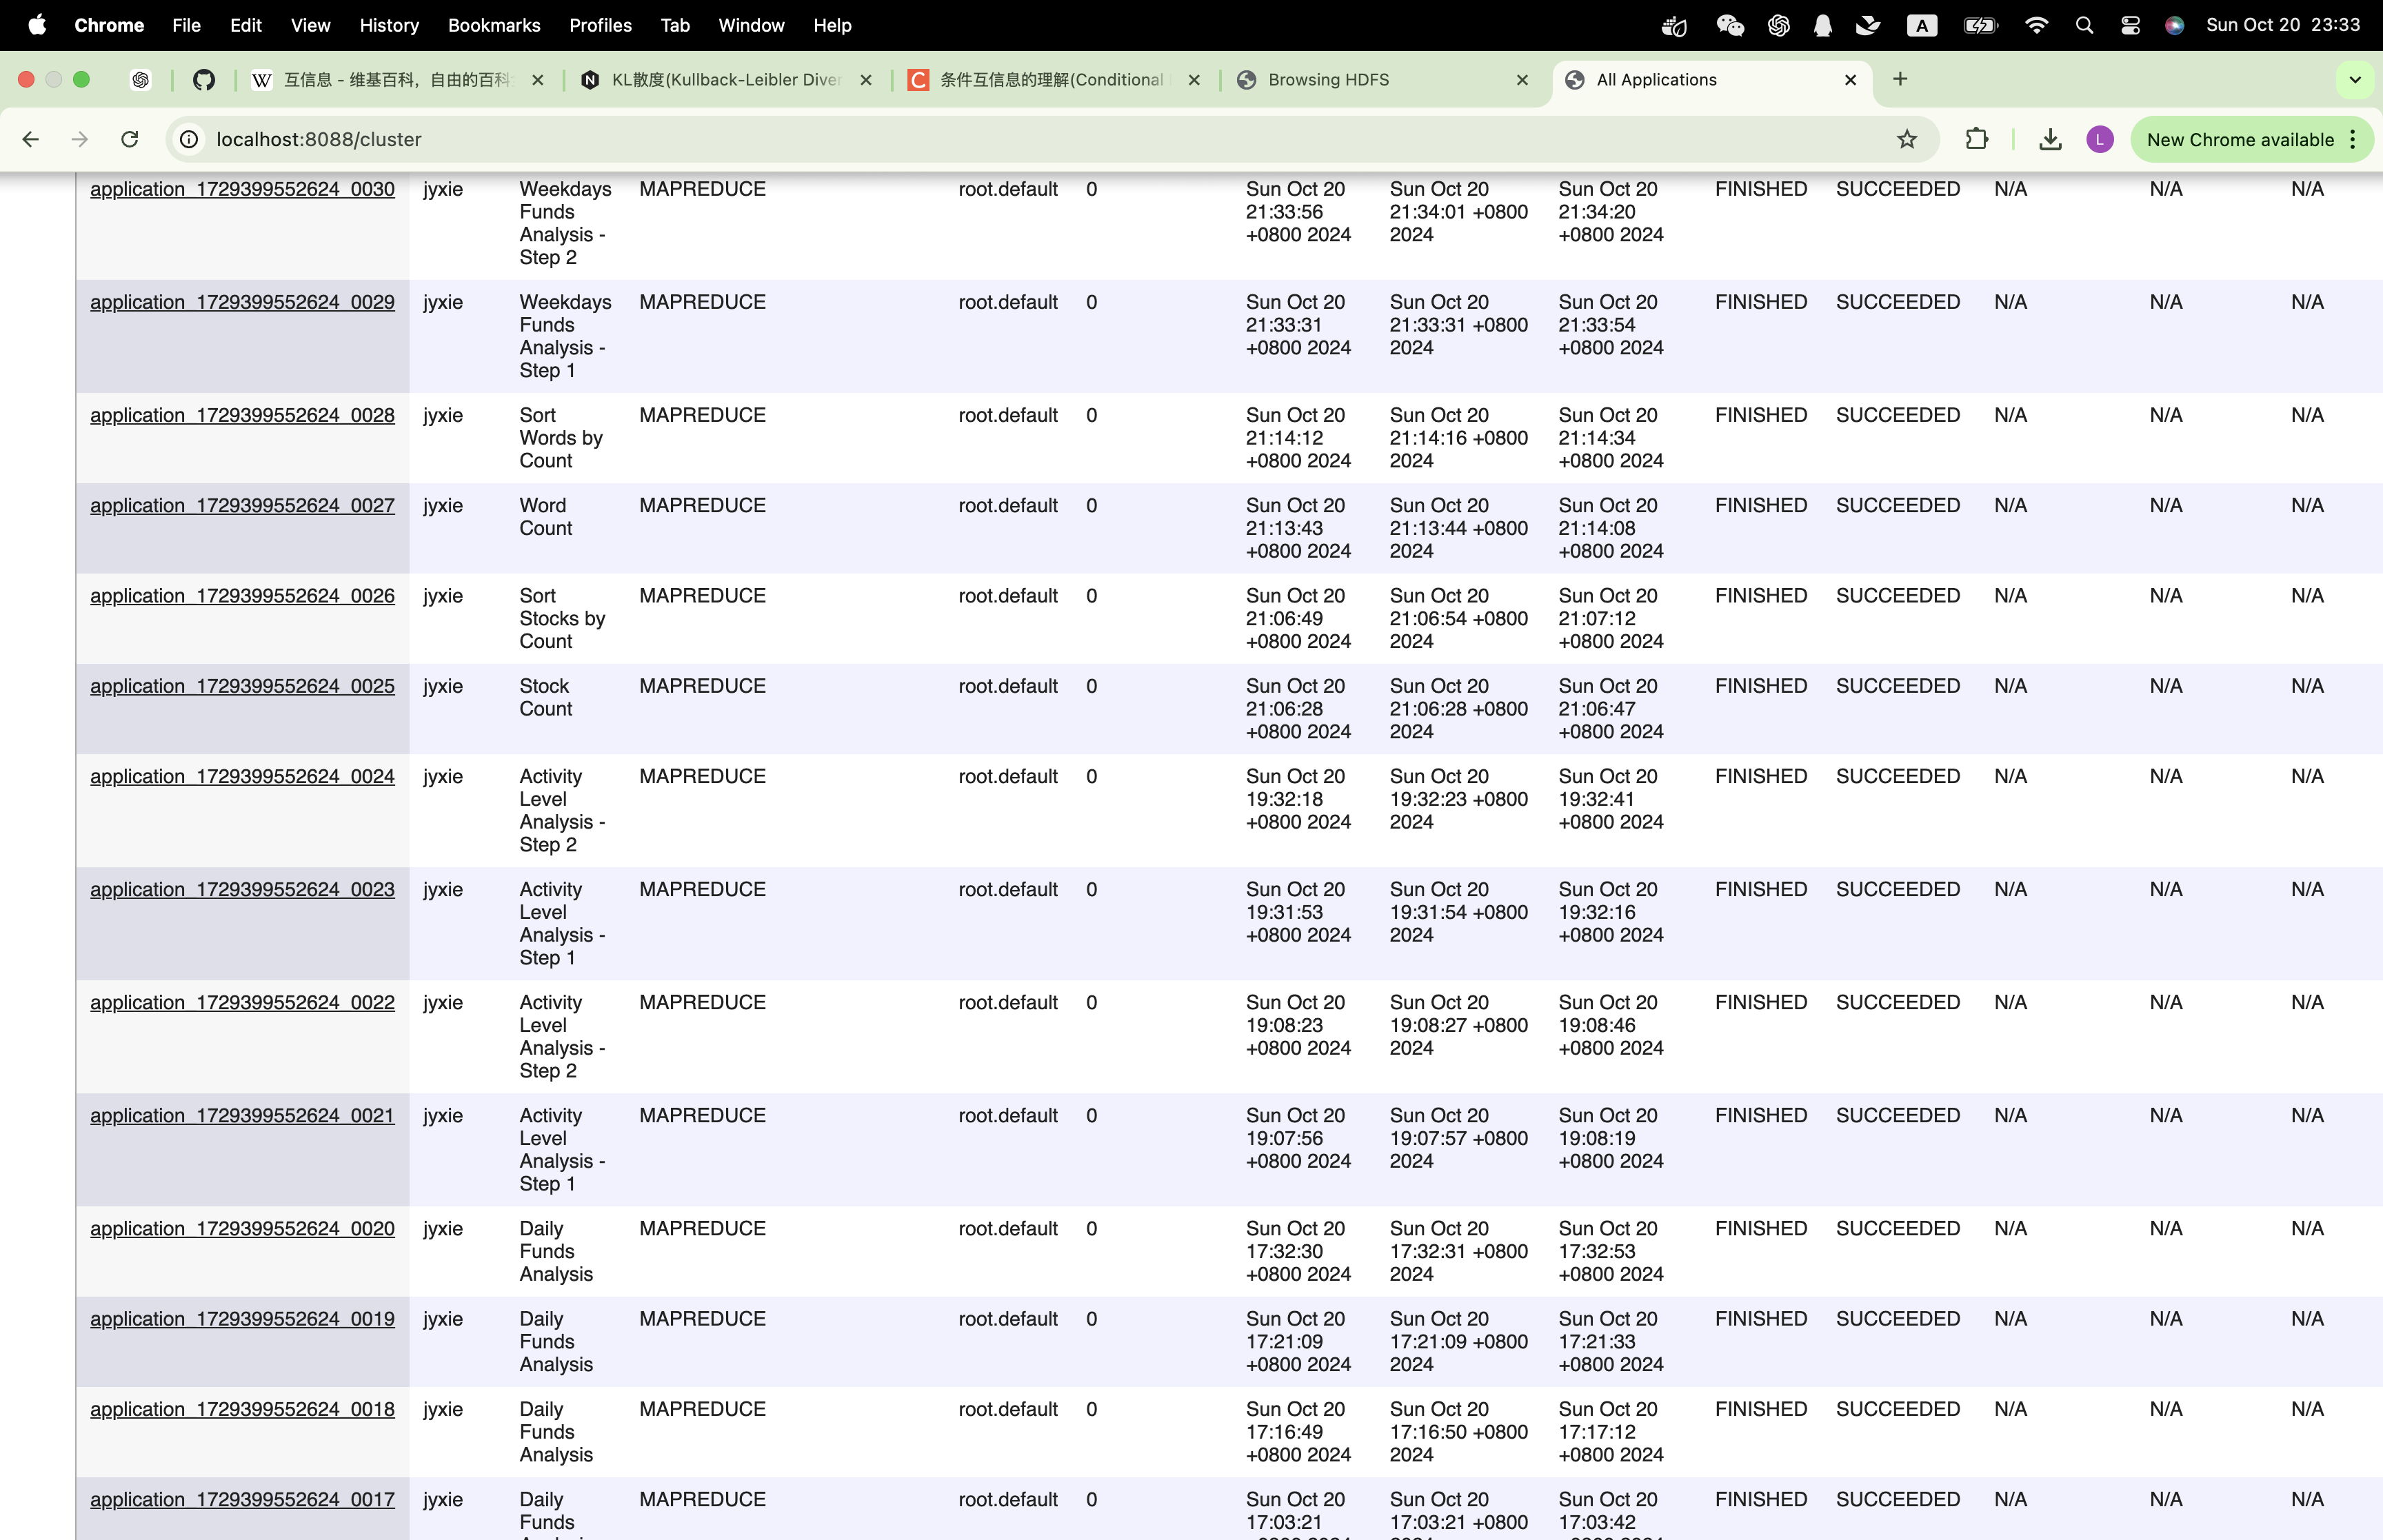 Chrome File Edit View History Bookmarks Profiles Tab Window Help A Sun Oct 20 23:33
W 互信息 - 维基百科，自由的百科 N KL散度(Kullback-Leibler Diver C 条件互信息的理解(Conditional Browsing HDFS All Applications
localhost:8088/cluster L New Chrome available
application_1729399552624_0030 jyxie Weekdays MAPREDUCE root.default 0 Sun Oct 20 Sun Oct 20 Sun Oct 20 FINISHED SUCCEEDED N/A N/A N/A
Funds 21:33:56 21:34:01 +0800 21:34:20
Analysis - +0800 2024 2024 +0800 2024
Step 2
application_1729399552624_0029 jyxie Weekdays MAPREDUCE root.default 0 Sun Oct 20 Sun Oct 20 Sun Oct 20 FINISHED SUCCEEDED N/A N/A N/A
Funds 21:33:31 21:33:31 +0800 21:33:54
Analysis - +0800 2024 2024 +0800 2024
Step 1
application_1729399552624_0028 jyxie Sort MAPREDUCE root.default 0 Sun Oct 20 Sun Oct 20 Sun Oct 20 FINISHED SUCCEEDED N/A N/A N/A
Words by 21:14:12 21:14:16 +0800 21:14:34
Count +0800 2024 2024 +0800 2024
application_1729399552624_0027 jyxie Word MAPREDUCE root.default 0 Sun Oct 20 Sun Oct 20 Sun Oct 20 FINISHED SUCCEEDED N/A N/A N/A
Count 21:13:43 21:13:44 +0800 21:14:08
+0800 2024 2024 +0800 2024
application_1729399552624_0026 jyxie Sort MAPREDUCE root.default 0 Sun Oct 20 Sun Oct 20 Sun Oct 20 FINISHED SUCCEEDED N/A N/A N/A
Stocks by 21:06:49 21:06:54 +0800 21:07:12
Count +0800 2024 2024 +0800 2024
application_1729399552624_0025 jyxie Stock MAPREDUCE root.default 0 Sun Oct 20 Sun Oct 20 Sun Oct 20 FINISHED SUCCEEDED N/A N/A N/A
Count 21:06:28 21:06:28 +0800 21:06:47
+0800 2024 2024 +0800 2024
application_1729399552624_0024 jyxie Activity MAPREDUCE root.default 0 Sun Oct 20 Sun Oct 20 Sun Oct 20 FINISHED SUCCEEDED N/A N/A N/A
Level 19:32:18 19:32:23 +0800 19:32:41
Analysis - +0800 2024 2024 +0800 2024
Step 2
application_1729399552624_0023 jyxie Activity MAPREDUCE root.default 0 Sun Oct 20 Sun Oct 20 Sun Oct 20 FINISHED SUCCEEDED N/A N/A N/A
Level 19:31:53 19:31:54 +0800 19:32:16
Analysis - +0800 2024 2024 +0800 2024
Step 1
application_1729399552624_0022 jyxie Activity MAPREDUCE root.default 0 Sun Oct 20 Sun Oct 20 Sun Oct 20 FINISHED SUCCEEDED N/A N/A N/A
Level 19:08:23 19:08:27 +0800 19:08:46
Analysis - +0800 2024 2024 +0800 2024
Step 2
application_1729399552624_0021 jyxie Activity MAPREDUCE root.default 0 Sun Oct 20 Sun Oct 20 Sun Oct 20 FINISHED SUCCEEDED N/A N/A N/A
Level 19:07:56 19:07:57 +0800 19:08:19
Analysis - +0800 2024 2024 +0800 2024
Step 1
application_1729399552624_0020 jyxie Daily MAPREDUCE root.default 0 Sun Oct 20 Sun Oct 20 Sun Oct 20 FINISHED SUCCEEDED N/A N/A N/A
Funds 17:32:30 17:32:31 +0800 17:32:53
Analysis +0800 2024 2024 +0800 2024
application_1729399552624_0019 jyxie Daily MAPREDUCE root.default 0 Sun Oct 20 Sun Oct 20 Sun Oct 20 FINISHED SUCCEEDED N/A N/A N/A
Funds 17:21:09 17:21:09 +0800 17:21:33
Analysis +0800 2024 2024 +0800 2024
application_1729399552624_0018 jyxie Daily MAPREDUCE root.default 0 Sun Oct 20 Sun Oct 20 Sun Oct 20 FINISHED SUCCEEDED N/A N/A N/A
Funds 17:16:49 17:16:50 +0800 17:17:12
Analysis +0800 2024 2024 +0800 2024
application_1729399552624_0017 jyxie Daily MAPREDUCE root.default 0 Sun Oct 20 Sun Oct 20 Sun Oct 20 FINISHED SUCCEEDED N/A N/A N/A
Funds 17:03:21 17:03:21 +0800 17:03:42